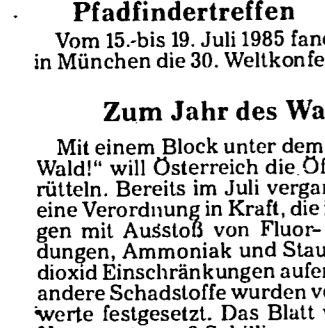 Pfadfindertreffen
Vom 15.-bis 19. Juli 1985 fand
in München die 30. Weltkonfe
Zum Jahr des Wa
Mit einem Block unter dem
Wald!“ will Österreich die Öf
rütteln. Bereits im Juli vergan
eine Verordnung in Kraft, die
gen mit Ausstoß von Fluor-
dungen, Ammoniak und Stau
dioxid Einschränkungen aufer
andere Schadstoffe wurden v
werte festgesetzt. Das Blatt